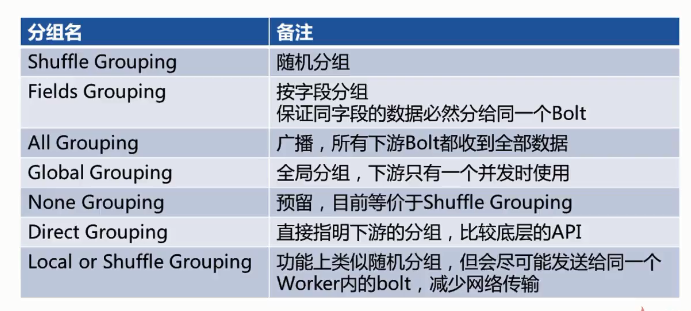 分组名 备注
Shuffle Grouping 随机分组
Fields Grouping 按字段分组
保证同字段的数据必然分给同一个Bolt
All Grouping 广播，所有下游Bolt都收到全部数据
Global Grouping 全局分组，下游只有一个并发时使用
None Grouping 预留，目前等价于Shuffle Grouping
Direct Grouping 直接指明下游的分组，比较底层的API
Local or Shuffle Grouping 功能上类似随机分组，但会尽可能发送给同一个
Worker内的bolt，减少网络传输